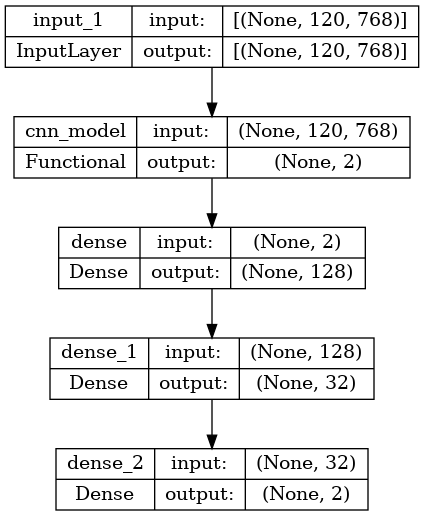 input_1 input: [(None, 120, 768)]
InputLayer output: [(None, 120, 768)]
cnn_model input: (None, 120, 768)
Functional output: (None, 2)
dense input: (None, 2)
Dense output: (None, 128)
dense_1 input: (None, 128)
Dense output: (None, 32)
dense_2 input: (None, 32)
Dense output: (None, 2)